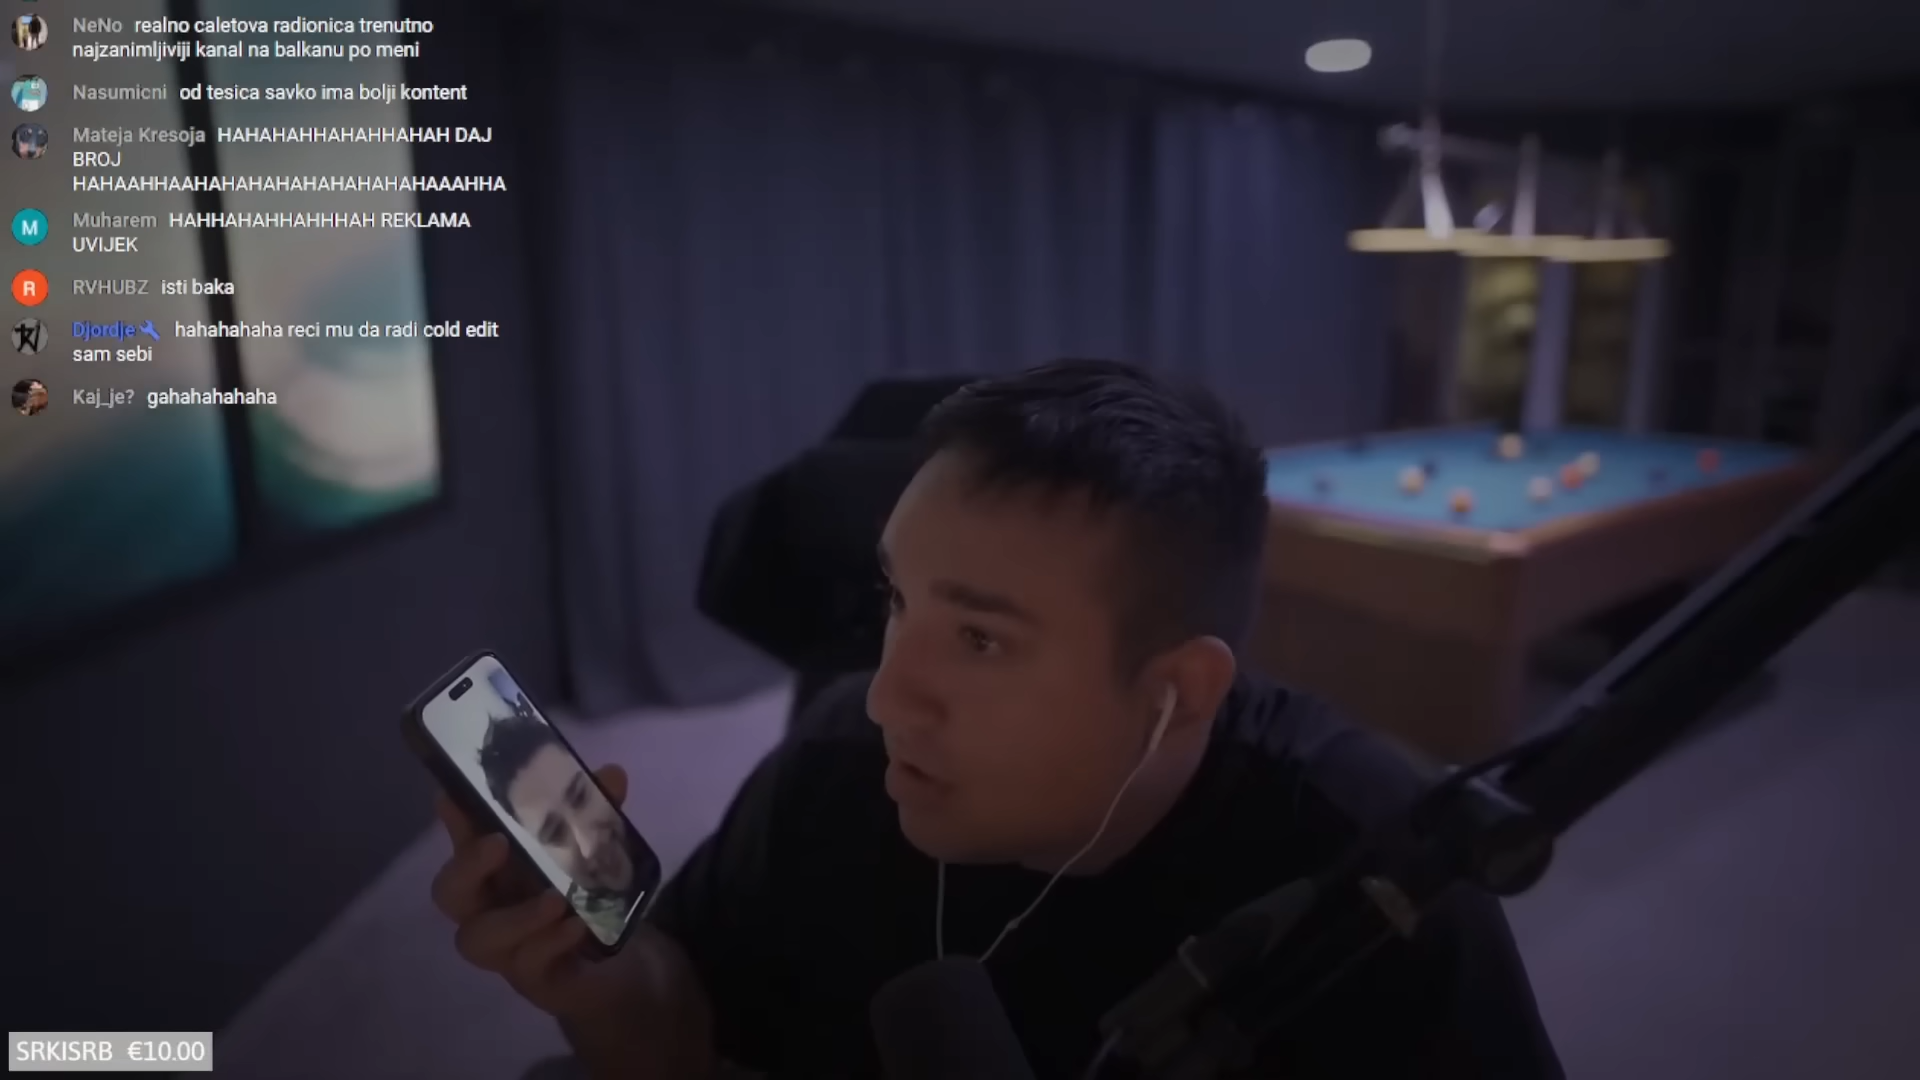 NeNo realno caletova radionica trenutno
najzanimljiviji kanal na balkanu po meni
Nasumicni od tesica savko ima bolji kontent
Mateja Kresoja HAHAHAHHAHAHHAHAH DAJ
BROJ
HAHAAHHAAHAHAHAHAHAHAHAHAAAHHA
Muharem HAHHAHAHHAHHHAH REKLAMA
UVIJEK
M
RVHUBZ isti baka
R
Djordje hahahahaha reci mu da radi cold edit
sam sebi
Kaj_je? gahahahahaha
SRKISRB €10.00